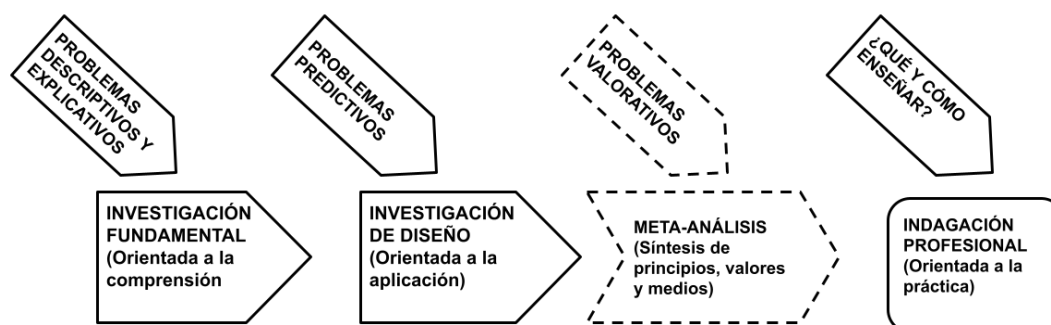 PROBLEMAS
DESCRIPTIVOS Y
EXPLICATIVOS
PROBLEMAS
PREDICTIVOS
PROBLEMAS
VALORATIVOS
¿QUÉ Y CÓMO
ENSEÑAR?
INVESTIGACIÓN
FUNDAMENTAL
(Orientada a la
comprensión
INVESTIGACIÓN
DE DISEÑO
(Orientada a la
aplicación)
META-ANÁLISIS
(Síntesis de
principios, valores
y medios)
INDAGACIÓN
PROFESIONAL
(Orientada a la
práctica)